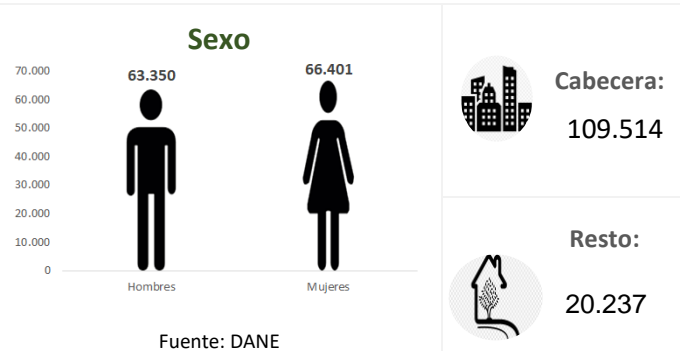 Sexo
70.000
60.000
50.000
40.000
30.000
20.000
10.000
0
63.350
66.401
Hombres
Mujeres
Fuente: DANE
Cabecera:
109.514
Resto:
20.237